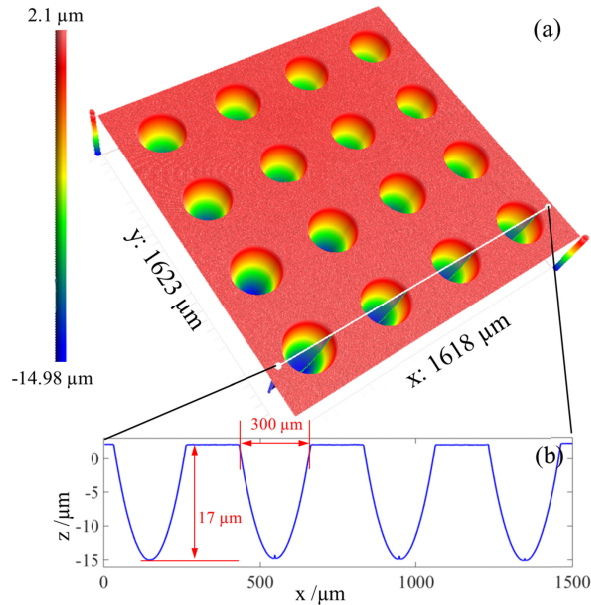 2.1 µm
(a)
-14.98 µm
y: 1623 µm
x: 1618 µm
300 µm
(b)
17 µm
0
-5
-10
-15
z /µm
0
500
1000
1500
x /µm